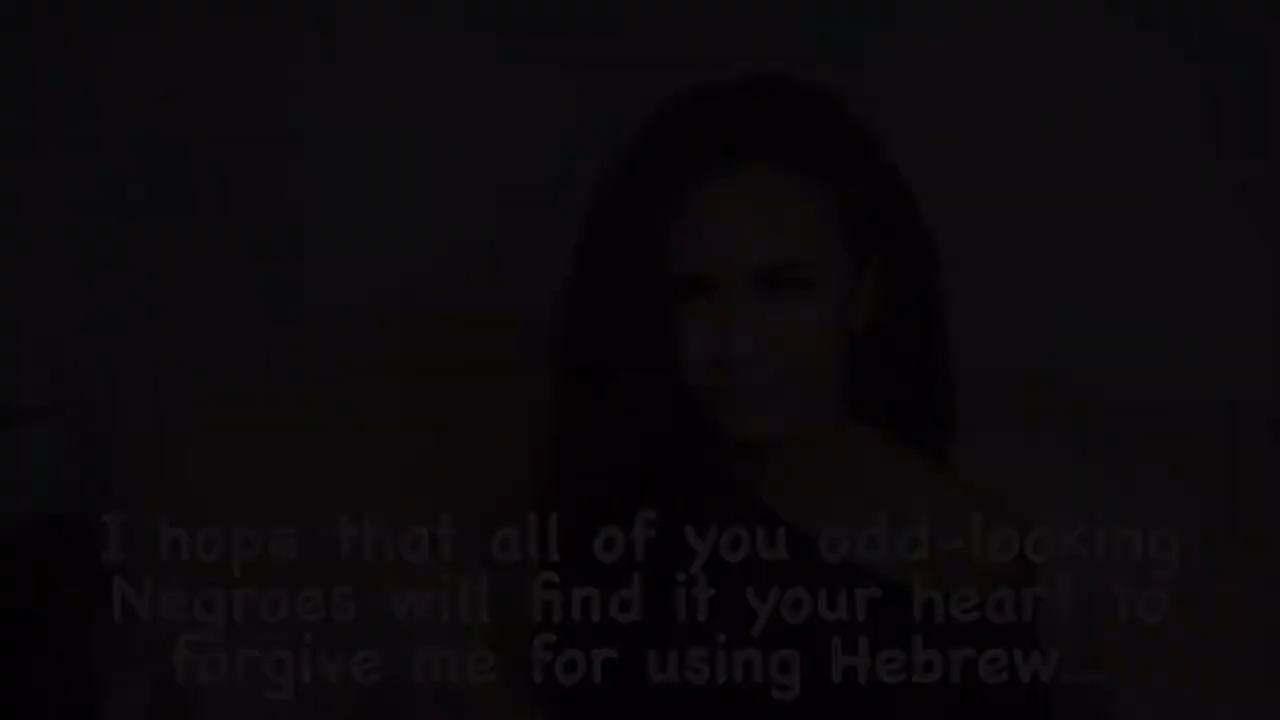 I hope that all of you odd-looking
Negroes will find it your heart to
forgive me for using Hebrew...